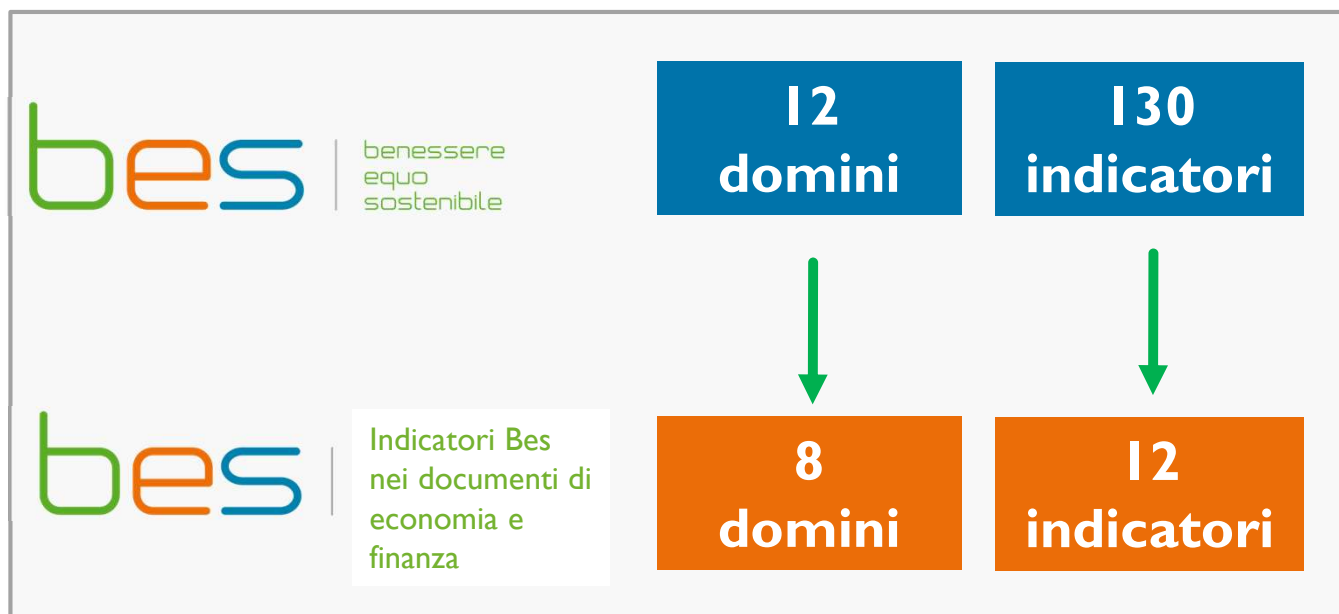 bes
benessere
equo
sostenibile
12
domini
130
indicatori
bes
Indicatori Bes
nei documenti di
economia e
finanza
8
domini
12
indicatori